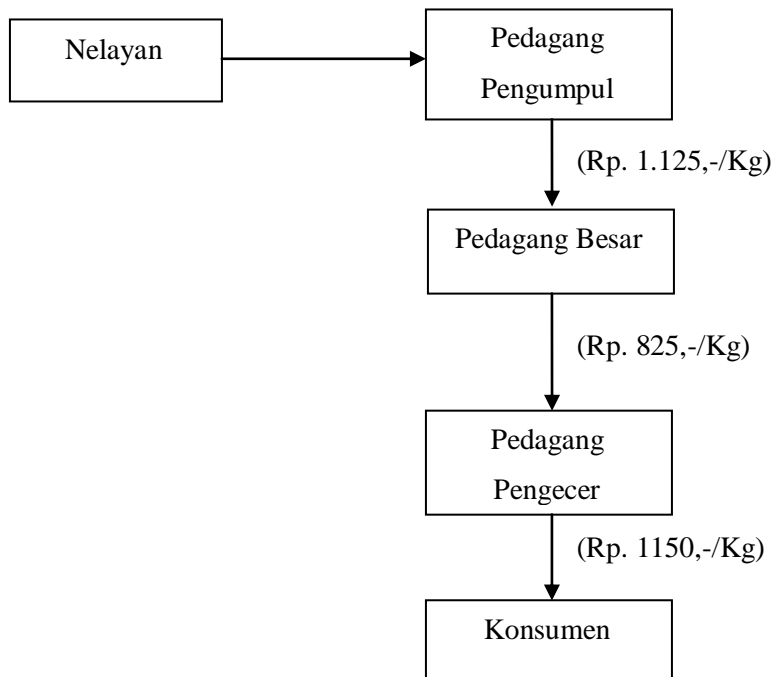 Nelayan
Pedagang
Pengumpul
(Rp. 1.125,-/Kg)
Pedagang Besar
(Rp. 825,-/Kg)
Pedagang
Pengecer
(Rp. 1150,-/Kg)
Konsumen